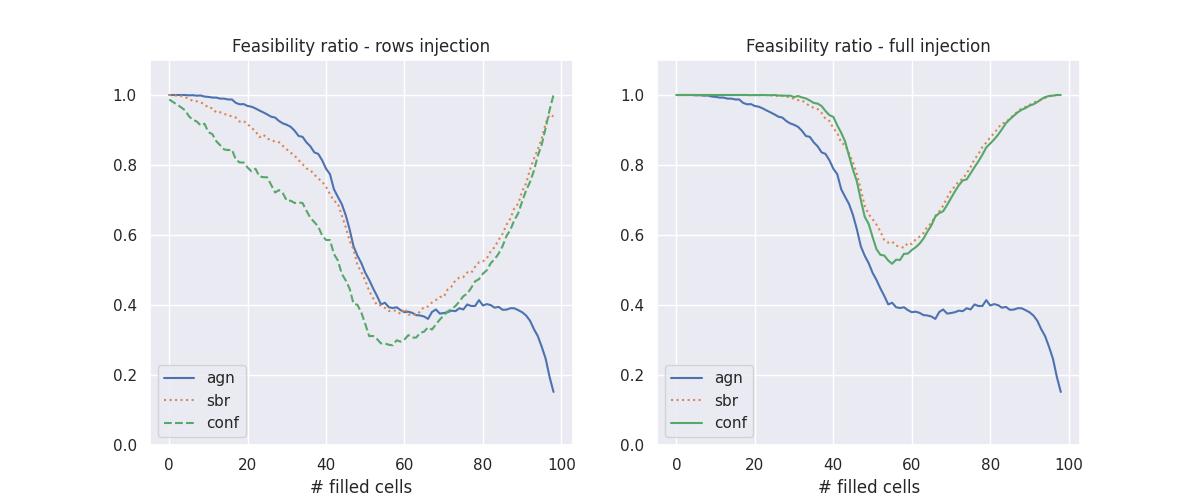 Feasibility ratio - rows injection
1.0
0.8
0.6
0.4
0.2
0.0
agn
sbr
conf
0 20 40 60 80 100
# filled cells
Feasibility ratio - full injection
1.0
0.8
0.6
0.4
0.2
0.0
agn
sbr
conf
0 20 40 60 80 100
# filled cells